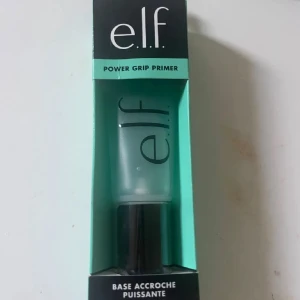 e.l.f.
POWER GRIP PRIMER
e.l.f.
BASE ACCROCHE
PUISSANTE